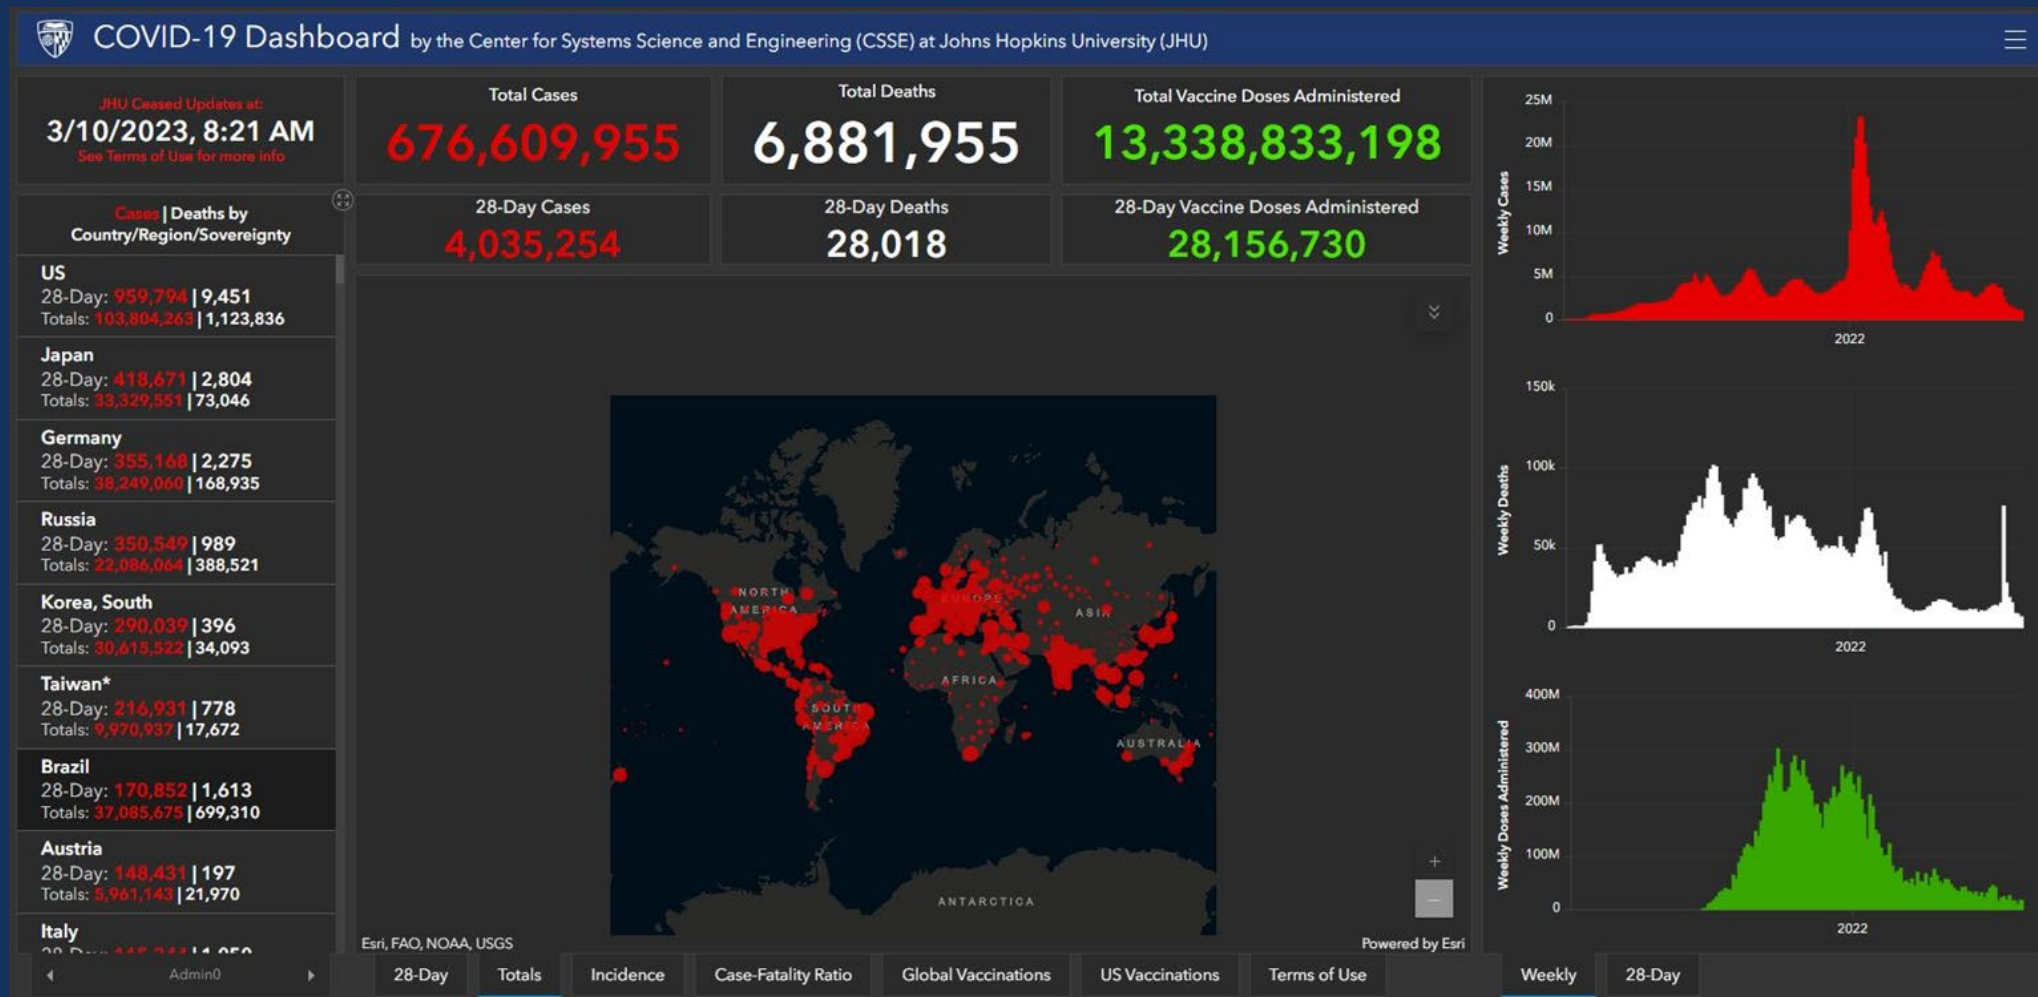 COVID-19 Dashboard by the Center for Systems Science and Engineering (CSSE) at Johns Hopkins University (JHU)
JHU Ceased Updates at:
3/10/2023, 8:21 AM
See Terms of Use for more info
Cases | Deaths by
Country/Region/Sovereignty
US
28-Day: 959,794 | 9,451
Totals: 103,804,263 | 1,123,836
Japan
28-Day: 418,671 | 2,804
Totals: 33,329,551 | 73,046
Germany
28-Day: 355,168 | 2,275
Totals: 38,249,060 | 168,935
Russia
28-Day: 350,549 | 989
Totals: 22,086,064 | 388,521
Korea, South
28-Day: 290,039 | 396
Totals: 30,615,522 | 34,093
Taiwan*
28-Day: 216,931 | 778
Totals: 9,970,937 | 17,672
Brazil
28-Day: 170,852 | 1,613
Totals: 37,085,675 | 699,310
Austria
28-Day: 148,431 | 197
Totals: 5,961,143 | 21,970
Italy
Admin0
Total Cases
676,609,955
Total Deaths
6,881,955
Total Vaccine Doses Administered
13,338,833,198
28-Day Cases
4,035,254
28-Day Deaths
28,018
28-Day Vaccine Doses Administered
28,156,730
NORTH
AMERICA
EUROPE
ASIA
AFRICA
SOUTH
AMERICA
AUSTRALIA
ANTARCTICA
+
Esri, FAO, NOAA, USGS
Powered by Esri
28-Day
Totals
Incidence
Case-Fatality Ratio
Global Vaccinations
US Vaccinations
Terms of Use
Weekly Cases
25M
20M
15M
10M
5M
0
2022
Weekly Deaths
150k
100k
50k
0
2022
Weekly Doses Administered
400M
300M
200M
100M
0
2022
Weekly
28-Day